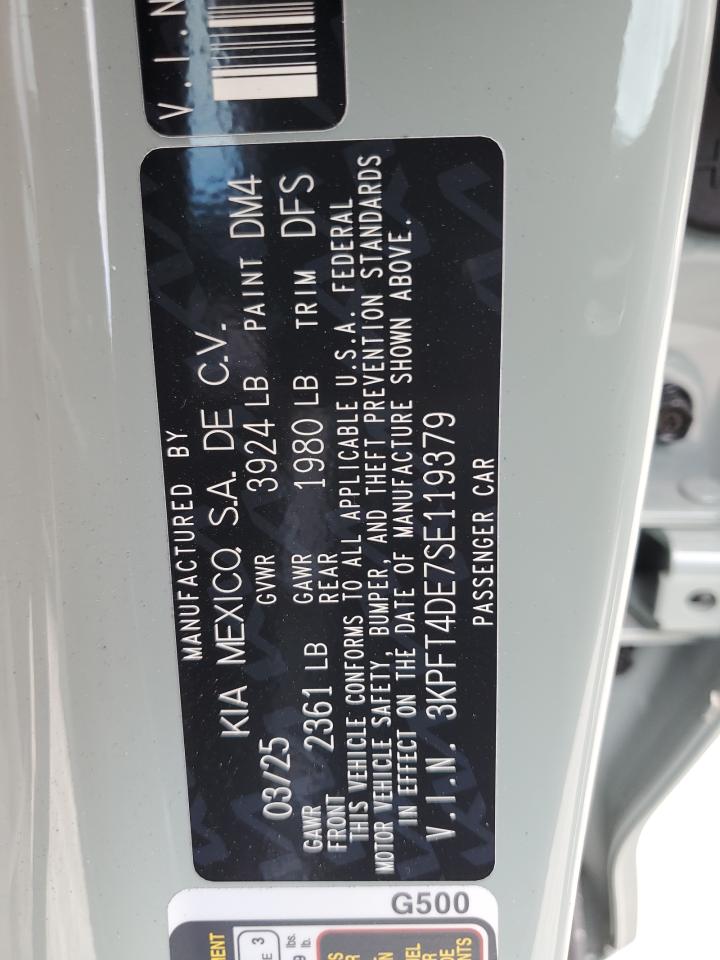 V.I.N
MANUFACTURED BY
KIA MEXICO, S.A. DE C.V.
03/25 GVWR 3924 LB PAINT DM4
GAWR FRONT 2361 LB GAWR REAR 1980 LB TRIM DFS
THIS VEHICLE CONFORMS TO ALL APPLICABLE U.S.A. FEDERAL
MOTOR VEHICLE SAFETY, BUMPER, AND THEFT PREVENTION STANDARDS
IN EFFECT ON THE DATE OF MANUFACTURE SHOWN ABOVE.
V.I.N. 3KPFT4DE7SE119379
PASSENGER CAR
G500